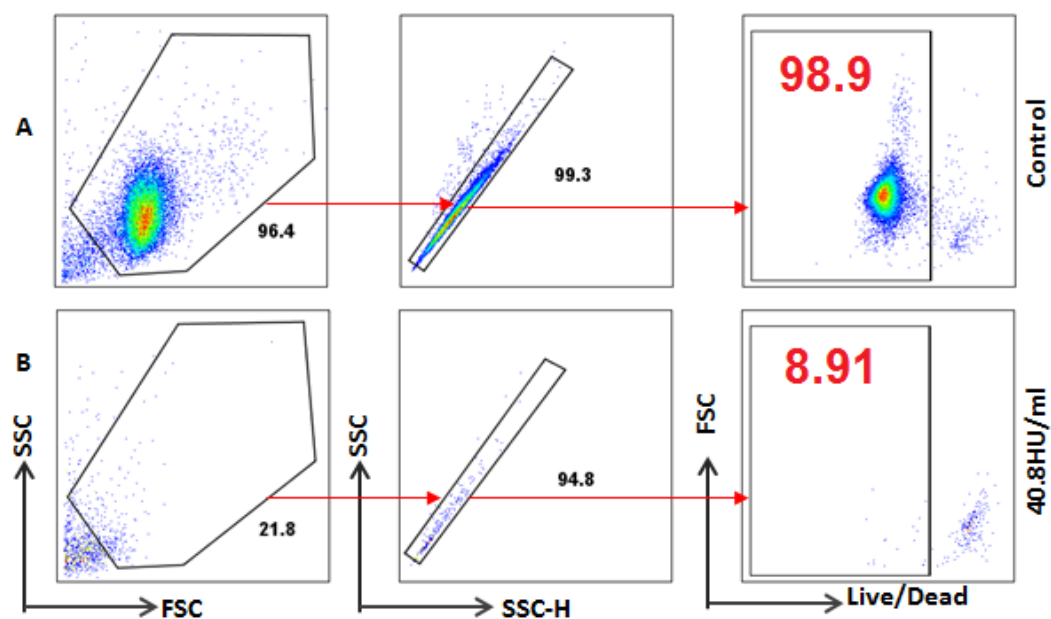 A
96.4
99.3
98.9
Control
B
SSC
FSC
21.8
SSC
SSC-H
94.8
FSC
Live/Dead
8.91
40.8HU/ml